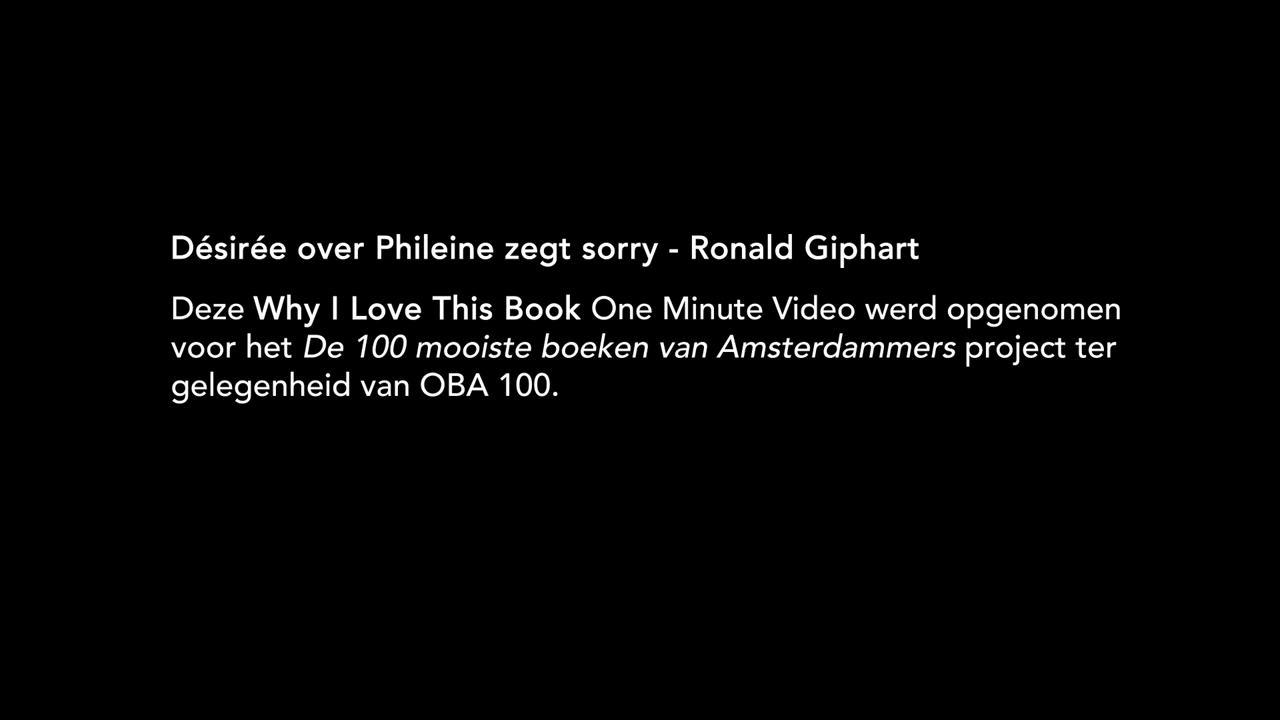 Désirée over Phileine zegt sorry - Ronald Giphart
Deze Why I Love This Book One Minute Video werd opgenomen
voor het De 100 mooiste boeken van Amsterdammers project ter
gelegenheid van OBA 100.